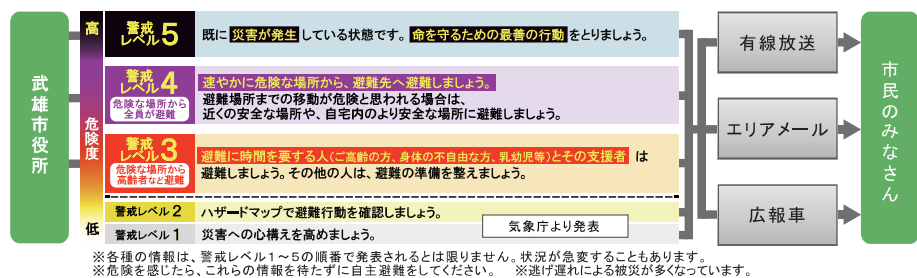 武雄市役所
高
危険度
低
警戒
レベル5
既に災害が発生している状態です。命を守るための最善の行動をとりましょう。
警戒
レベル4
危険な場所から
全員が避難
速やかに危険な場所から、避難先へ避難しましょう。
避難場所までの移動が危険と思われる場合は、
近くの安全な場所や、自宅内のより安全な場所に避難しましょう。
警戒
レベル3
危険な場所から
高齢者など避難
避難に時間を要する人(ご高齢の方、身体の不自由な方、乳幼児等)とその支援者は
避難しましょう。その他の人は、避難の準備を整えましょう。
警戒レベル2
ハザードマップで避難行動を確認しましょう。
警戒レベル1
災害への心構えを高めましょう。
気象庁より発表
有線放送
エリアメール
広報車
市民のみなさん
※各種の情報は、警戒レベル1〜5の順番で発表されるとは限りません。状況が急変することもあります。
※危険を感じたら、これらの情報を待たずに自主避難をしてください。 ※逃げ遅れによる被災が多くなっています。